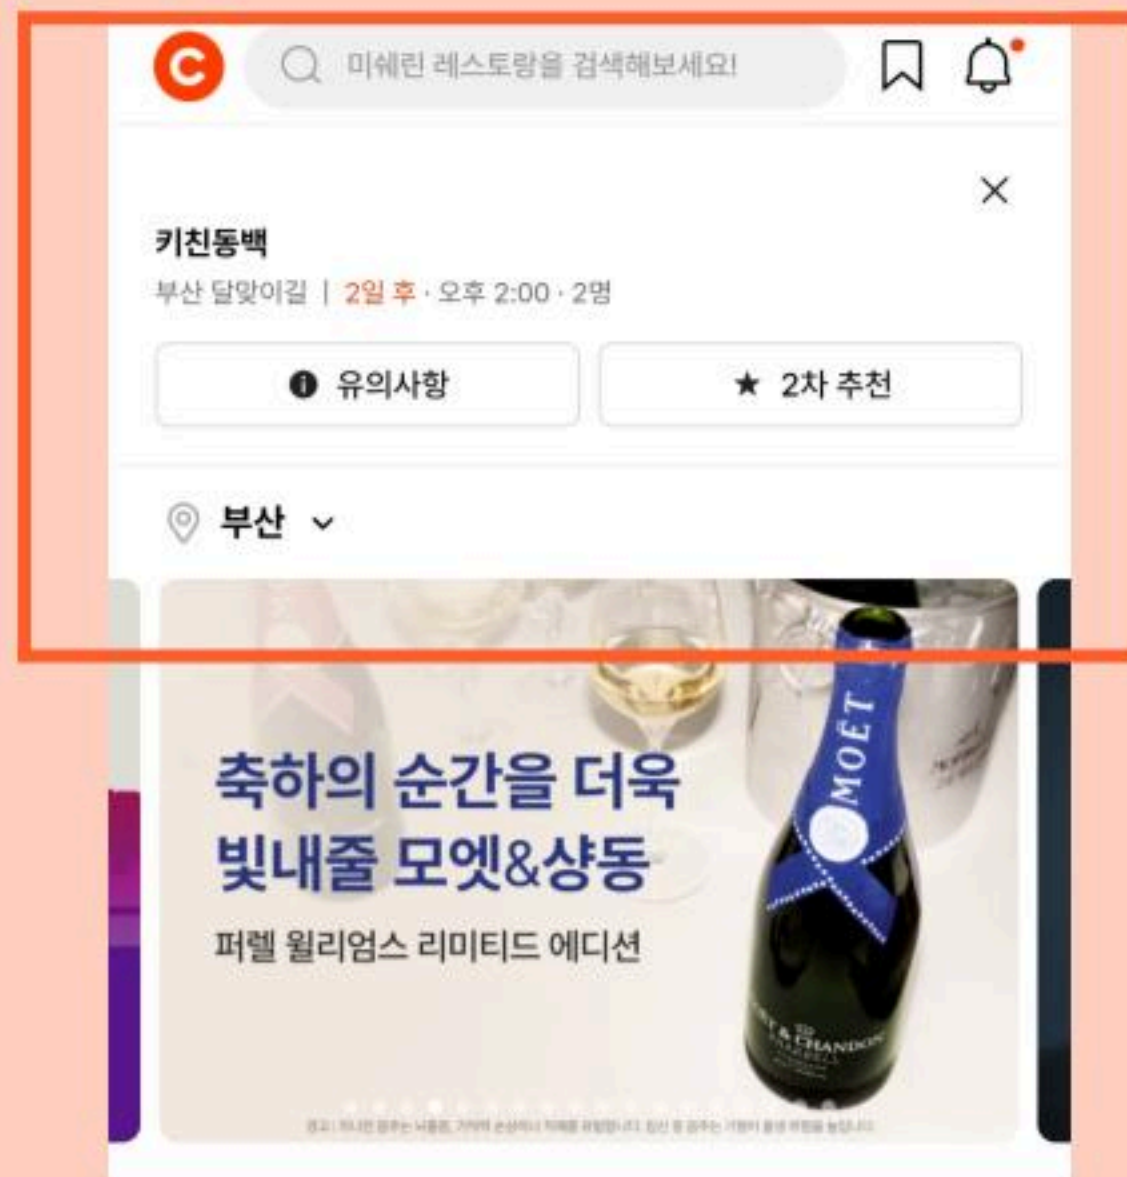 C
미쉐린 레스토랑을 검색해보세요!
키친동백
부산 달맞이길 | 2일 후 · 오후 2:00 · 2명
유의사항
2차 추천
부산
축하의 순간을 더욱
빛내줄 모엣&샹동
퍼렐 윌리엄스 리미티드 에디션
MOËT
& CHANDON